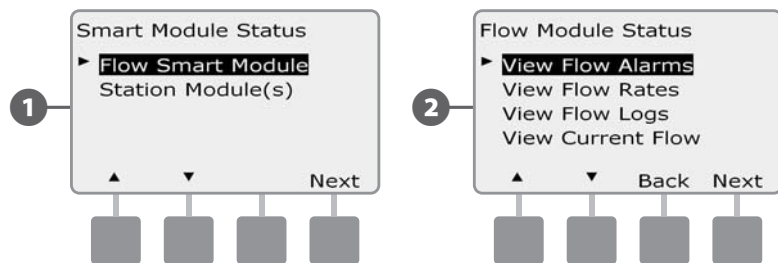 1
Smart Module Status
Flow Smart Module
Station Module(s)
Next
2
Flow Module Status
View Flow Alarms
View Flow Rates
View Flow Logs
View Current Flow
Back Next